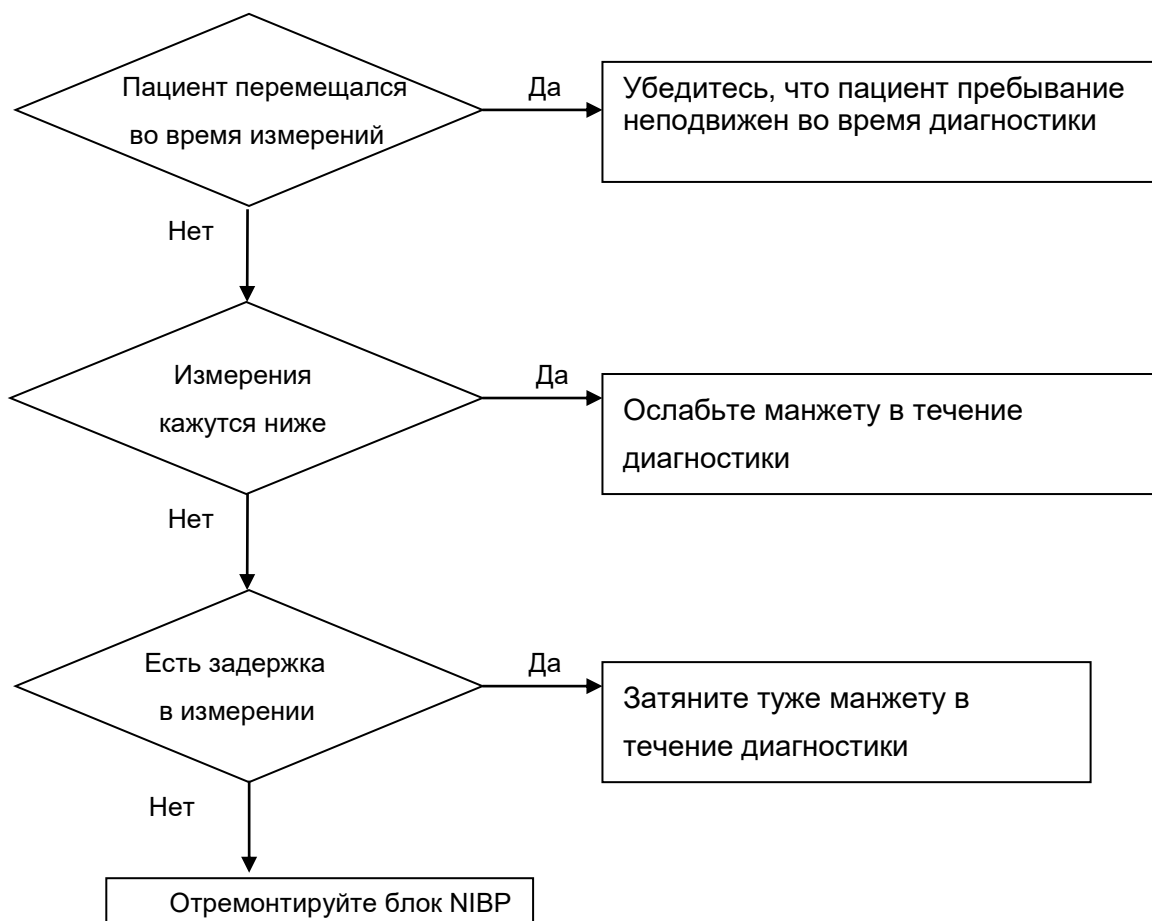 Пациент перемещался
во время измерений
Да
Убедитесь, что пациент пребывание
неподвижен во время диагностики
Нет
Измерения
кажутся ниже
Да
Ослабьте манжету в течение
диагностики
Нет
Есть задержка
в измерении
Да
Затяните туже манжету в
течение диагностики
Нет
Отремонтируйте блок NIBP